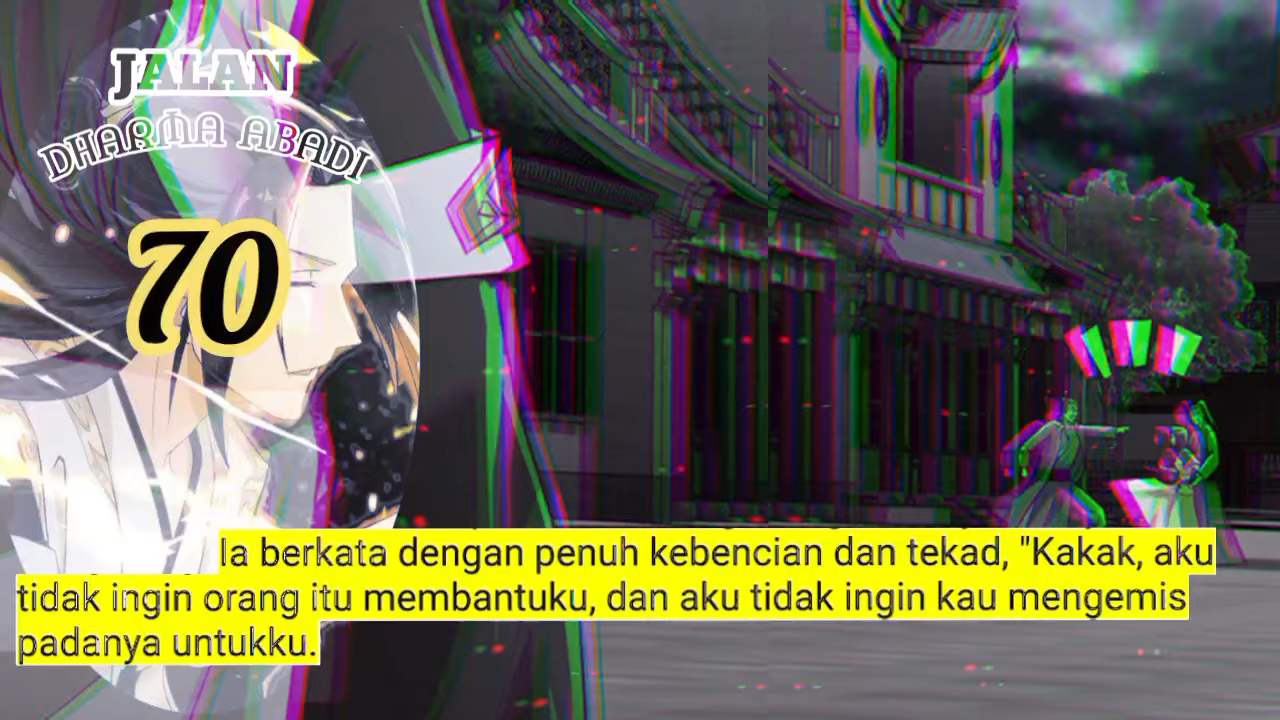 JALAN
DHARMA ABADI
70
Ia berkata dengan penuh kebencian dan tekad, "Kakak, aku
tidak ingin orang itu membantuku, dan aku tidak ingin kau mengemis
padanya untukku.